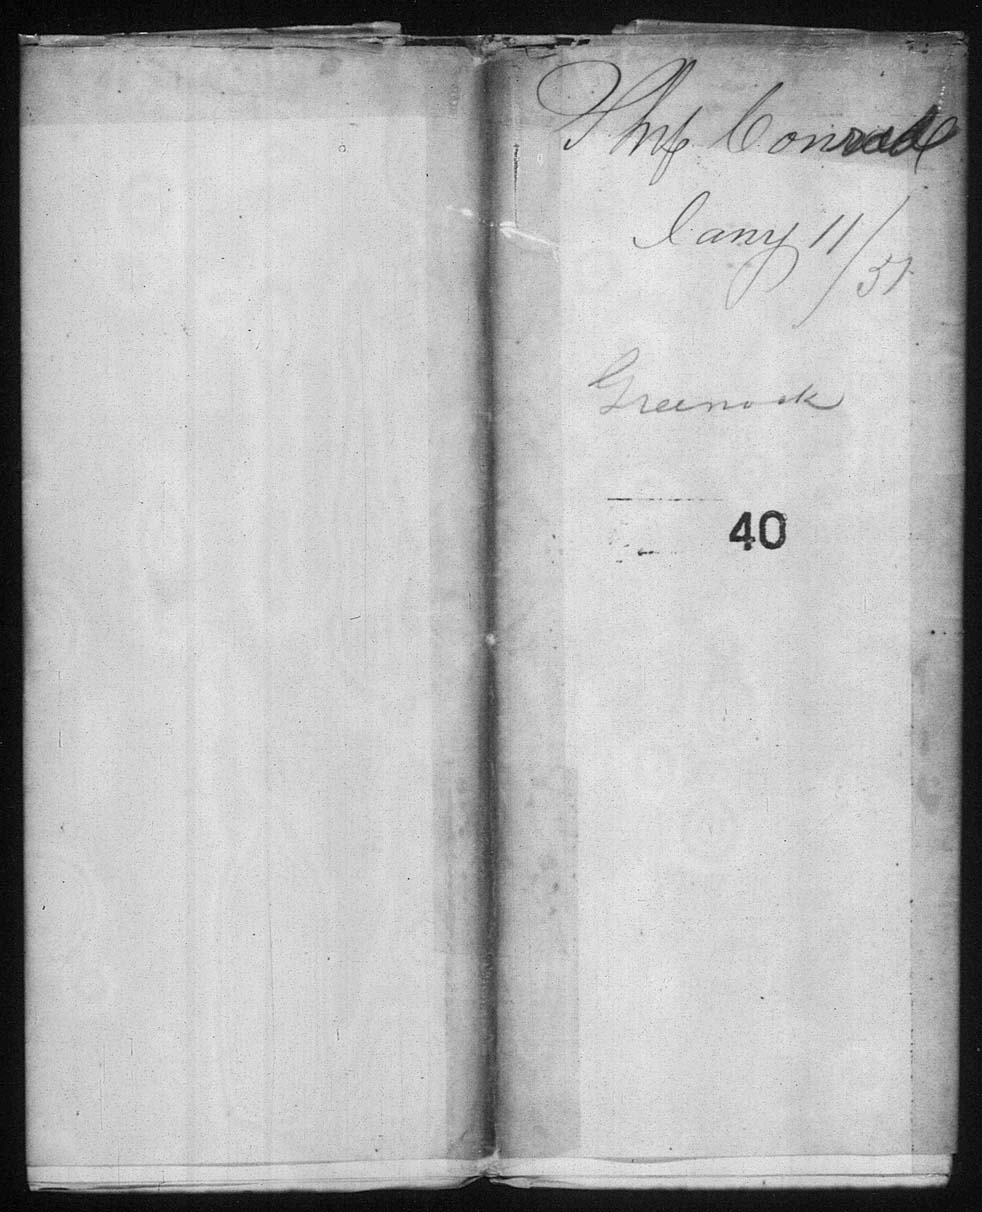 Ship Conrad
Jany 11/51
Greenock
40